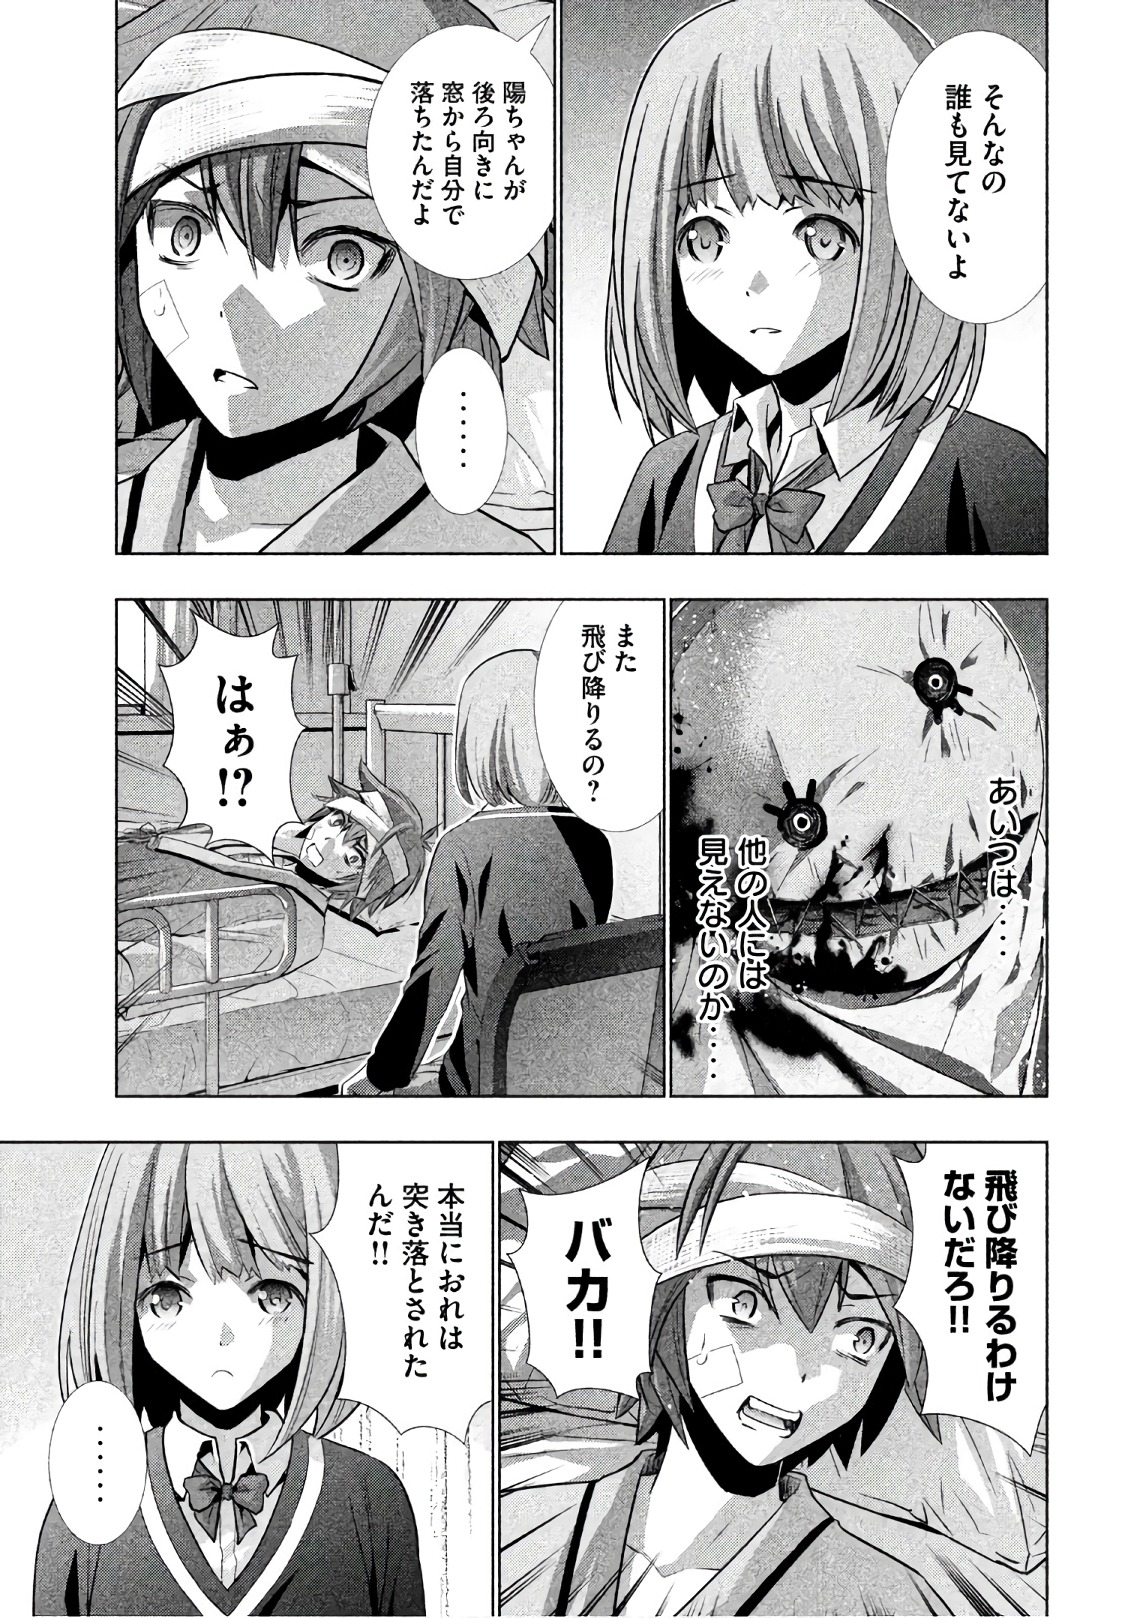 そんなの
誰も見てないよ
陽ちゃんが
後ろ向きに
窓から自分で
落ちたんだよ
・・・・・・
あいつは・・・・
他の人には
見えないのか・・・・
また
飛び降りるの？
はぁ!?
飛び降りるわけ
ないだろ!!
バカ!!
本当におれは
突き落とされた
んだ!!
・・・・・・